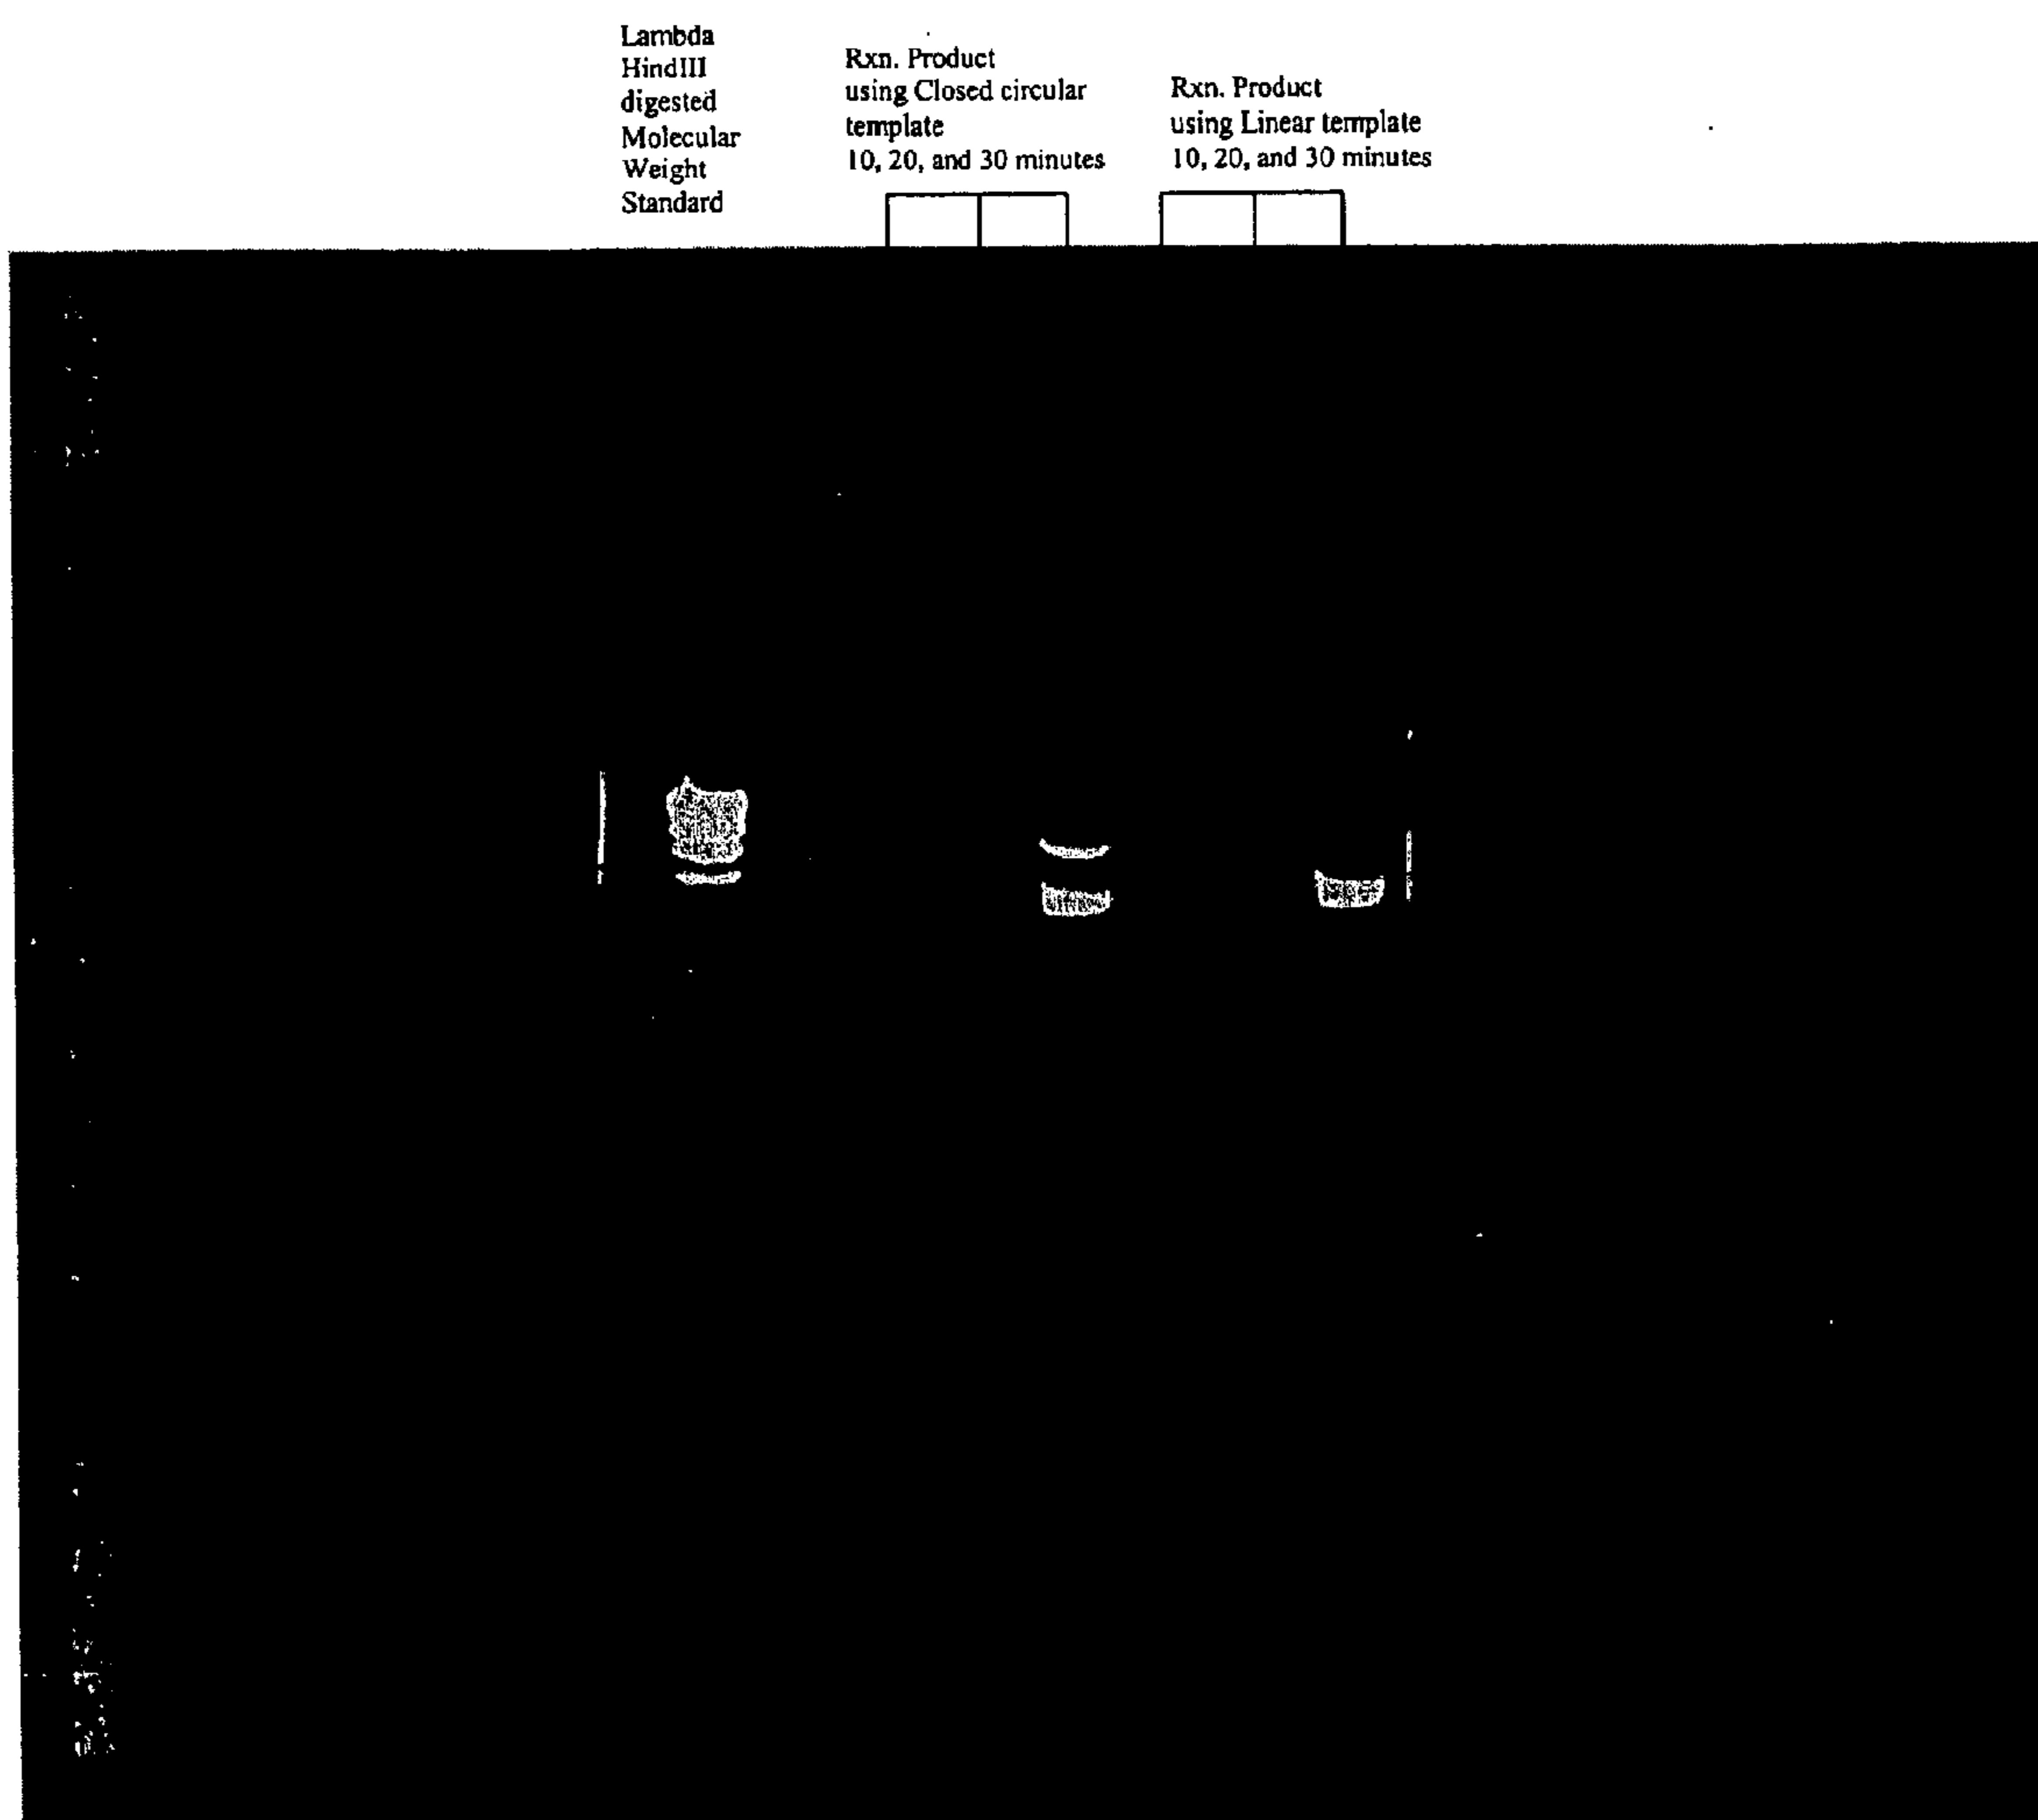 Lambda
HindIII
digested
Molecular
Weight
Standard
Rxn. Product
using Closed circular
template
10, 20, and 30 minutes
Rxn. Product
using Linear template
10, 20, and 30 minutes